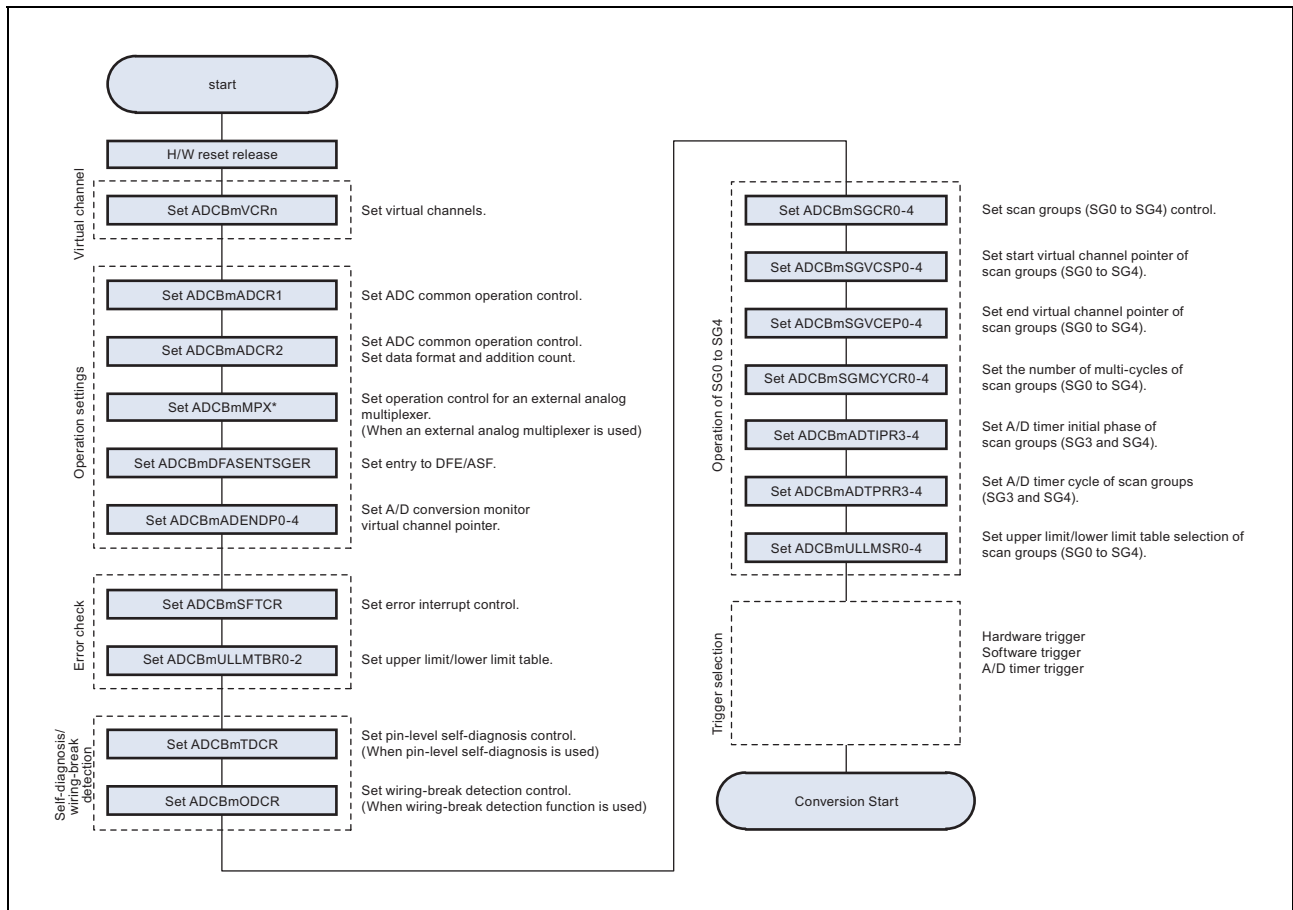 start
H/W reset release
Virtual channel
Set ADCBmVCRn
Set virtual channels.
Operation settings
Set ADCBmADCR1
Set ADC common operation control.
Set ADCBmADCR2
Set ADC common operation control.
Set data format and addition count.
Set ADCBmMPX*
Set operation control for an external analog
multiplexer.
(When an external analog multiplexer is used)
Set ADCBmDFASENTSGER
Set entry to DFE/ASF.
Set ADCBmADENDP0-4
Set A/D conversion monitor
virtual channel pointer.
Error check
Set ADCBmSFTCR
Set error interrupt control.
Set ADCBmULLMTBR0-2
Set upper limit/lower limit table.
Self-diagnosis/
wiring-break
detection
Set ADCBmTDCR
Set pin-level self-diagnosis control.
(When pin-level self-diagnosis is used)
Set ADCBmODCR
Set wiring-break detection control.
(When wiring-break detection function is used)
Operation of SG0 to SG4
Set ADCBmSGCR0-4
Set scan groups (SG0 to SG4) control.
Set ADCBmSGVCSP0-4
Set start virtual channel pointer of
scan groups (SG0 to SG4).
Set ADCBmSGVCEP0-4
Set end virtual channel pointer of
scan groups (SG0 to SG4).
Set ADCBmSGMCYCR0-4
Set the number of multi-cycles of
scan groups (SG0 to SG4).
Set ADCBmADTIPR3-4
Set A/D timer initial phase of
scan groups (SG3 and SG4).
Set ADCBmADTPRR3-4
Set A/D timer cycle of scan groups
(SG3 and SG4).
Set ADCBmULLMSR0-4
Set upper limit/lower limit table selection of
scan groups (SG0 to SG4).
Trigger selection
Hardware trigger
Software trigger
A/D timer trigger
Conversion Start